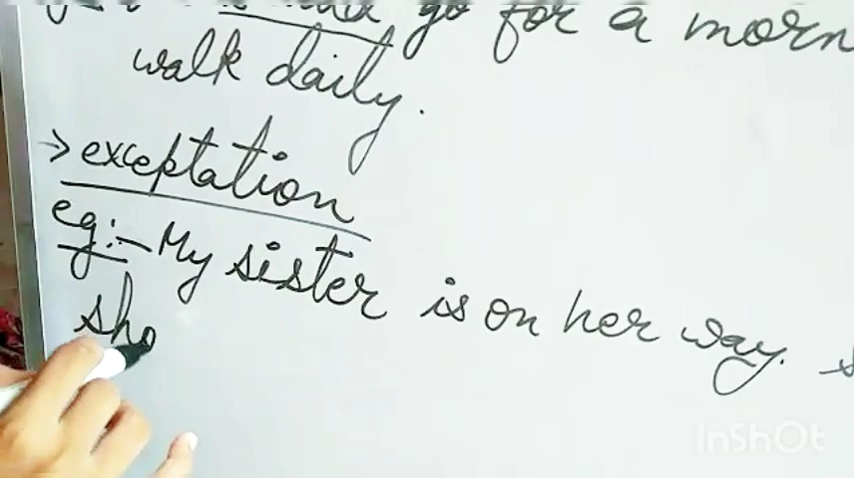 go for a morn
walk daily.
→ exceptation
eg:- My sister is on her way. s
sho
InShOt